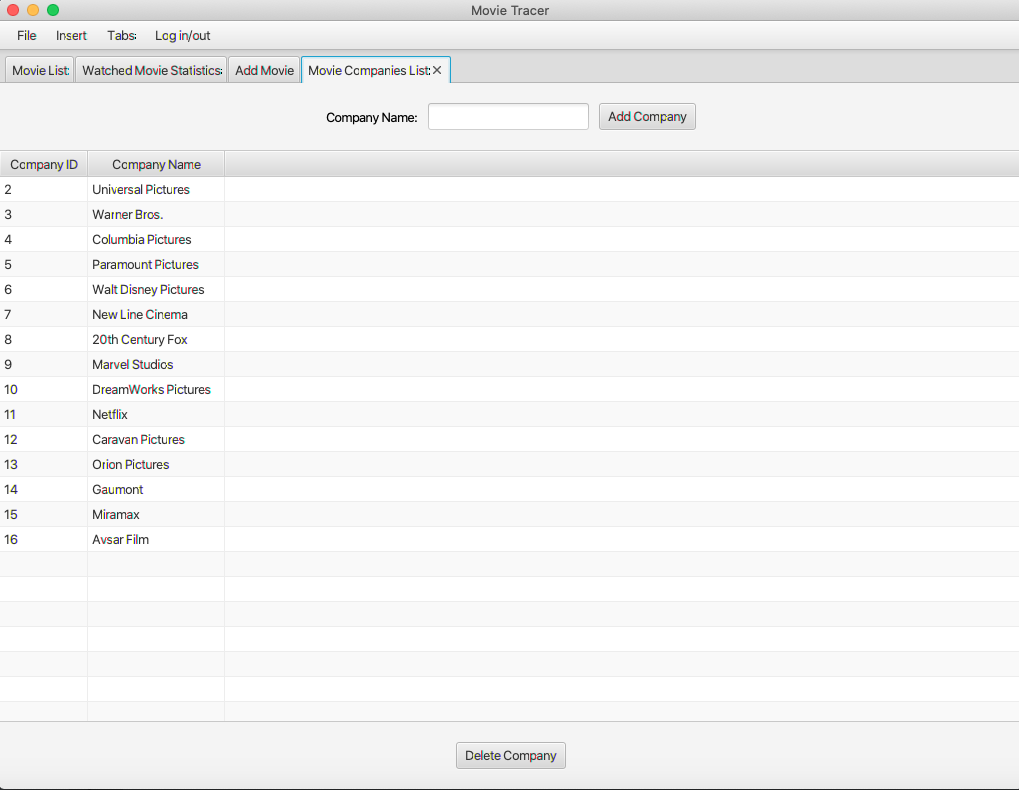 Movie Tracer
File Insert Tabs Log in/out
Movie List Watched Movie Statistics Add Movie Movie Companies List ✕
Company Name: Add Company
Company ID Company Name
2 Universal Pictures
3 Warner Bros.
4 Columbia Pictures
5 Paramount Pictures
6 Walt Disney Pictures
7 New Line Cinema
8 20th Century Fox
9 Marvel Studios
10 DreamWorks Pictures
11 Netflix
12 Caravan Pictures
13 Orion Pictures
14 Gaumont
15 Miramax
16 Avsar Film
Delete Company